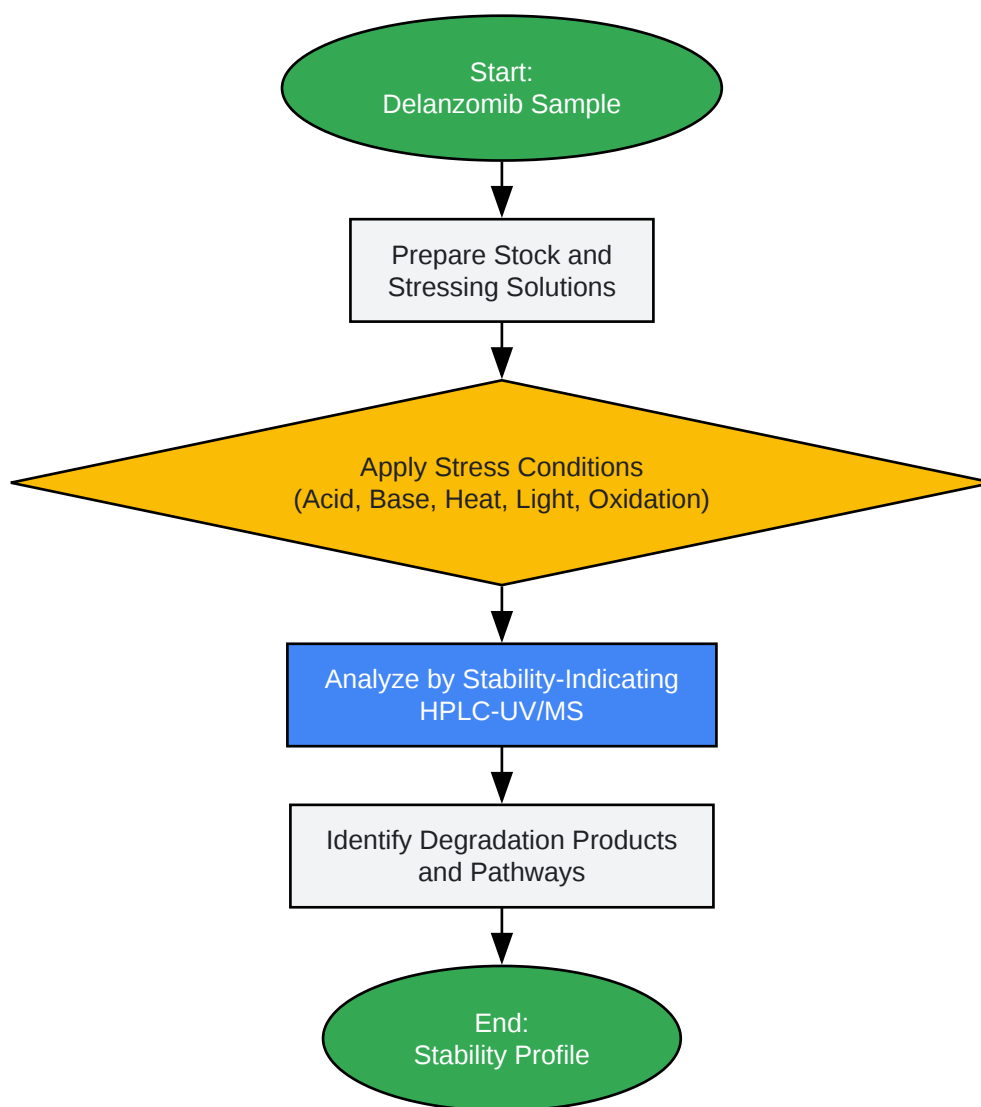 Start:
Delanzomib Sample
Prepare Stock and
Stressing Solutions
Apply Stress Conditions
(Acid, Base, Heat, Light, Oxidation)
Analyze by Stability-Indicating
HPLC-UV/MS
Identify Degradation Products
and Pathways
End:
Stability Profile